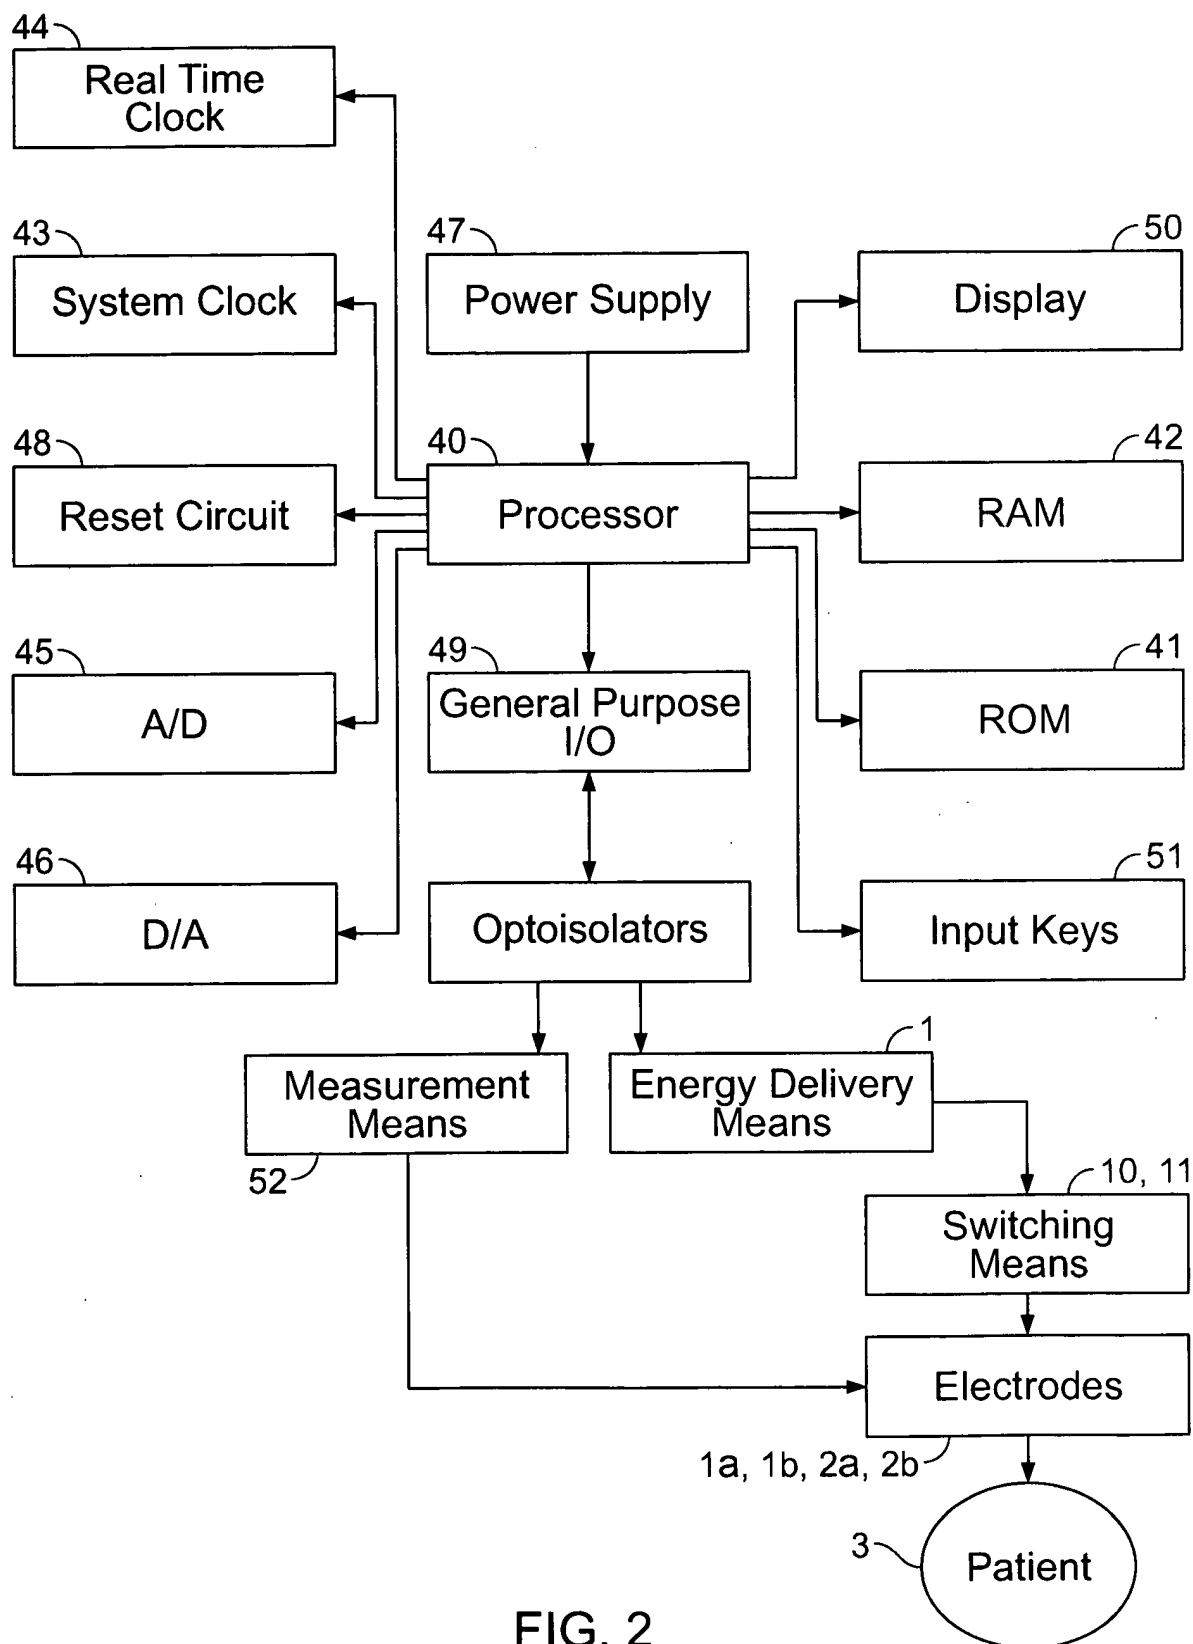 44
Real Time
Clock
43
System Clock
47
Power Supply
50
Display
48
Reset Circuit
40
Processor
42
RAM
45
A/D
49
General Purpose
I/O
41
ROM
46
D/A
Optoisolators
51
Input Keys
Measurement
Means
52
1
Energy Delivery
Means
10, 11
Switching
Means
Electrodes
1a, 1b, 2a, 2b
3
Patient
FIG. 2